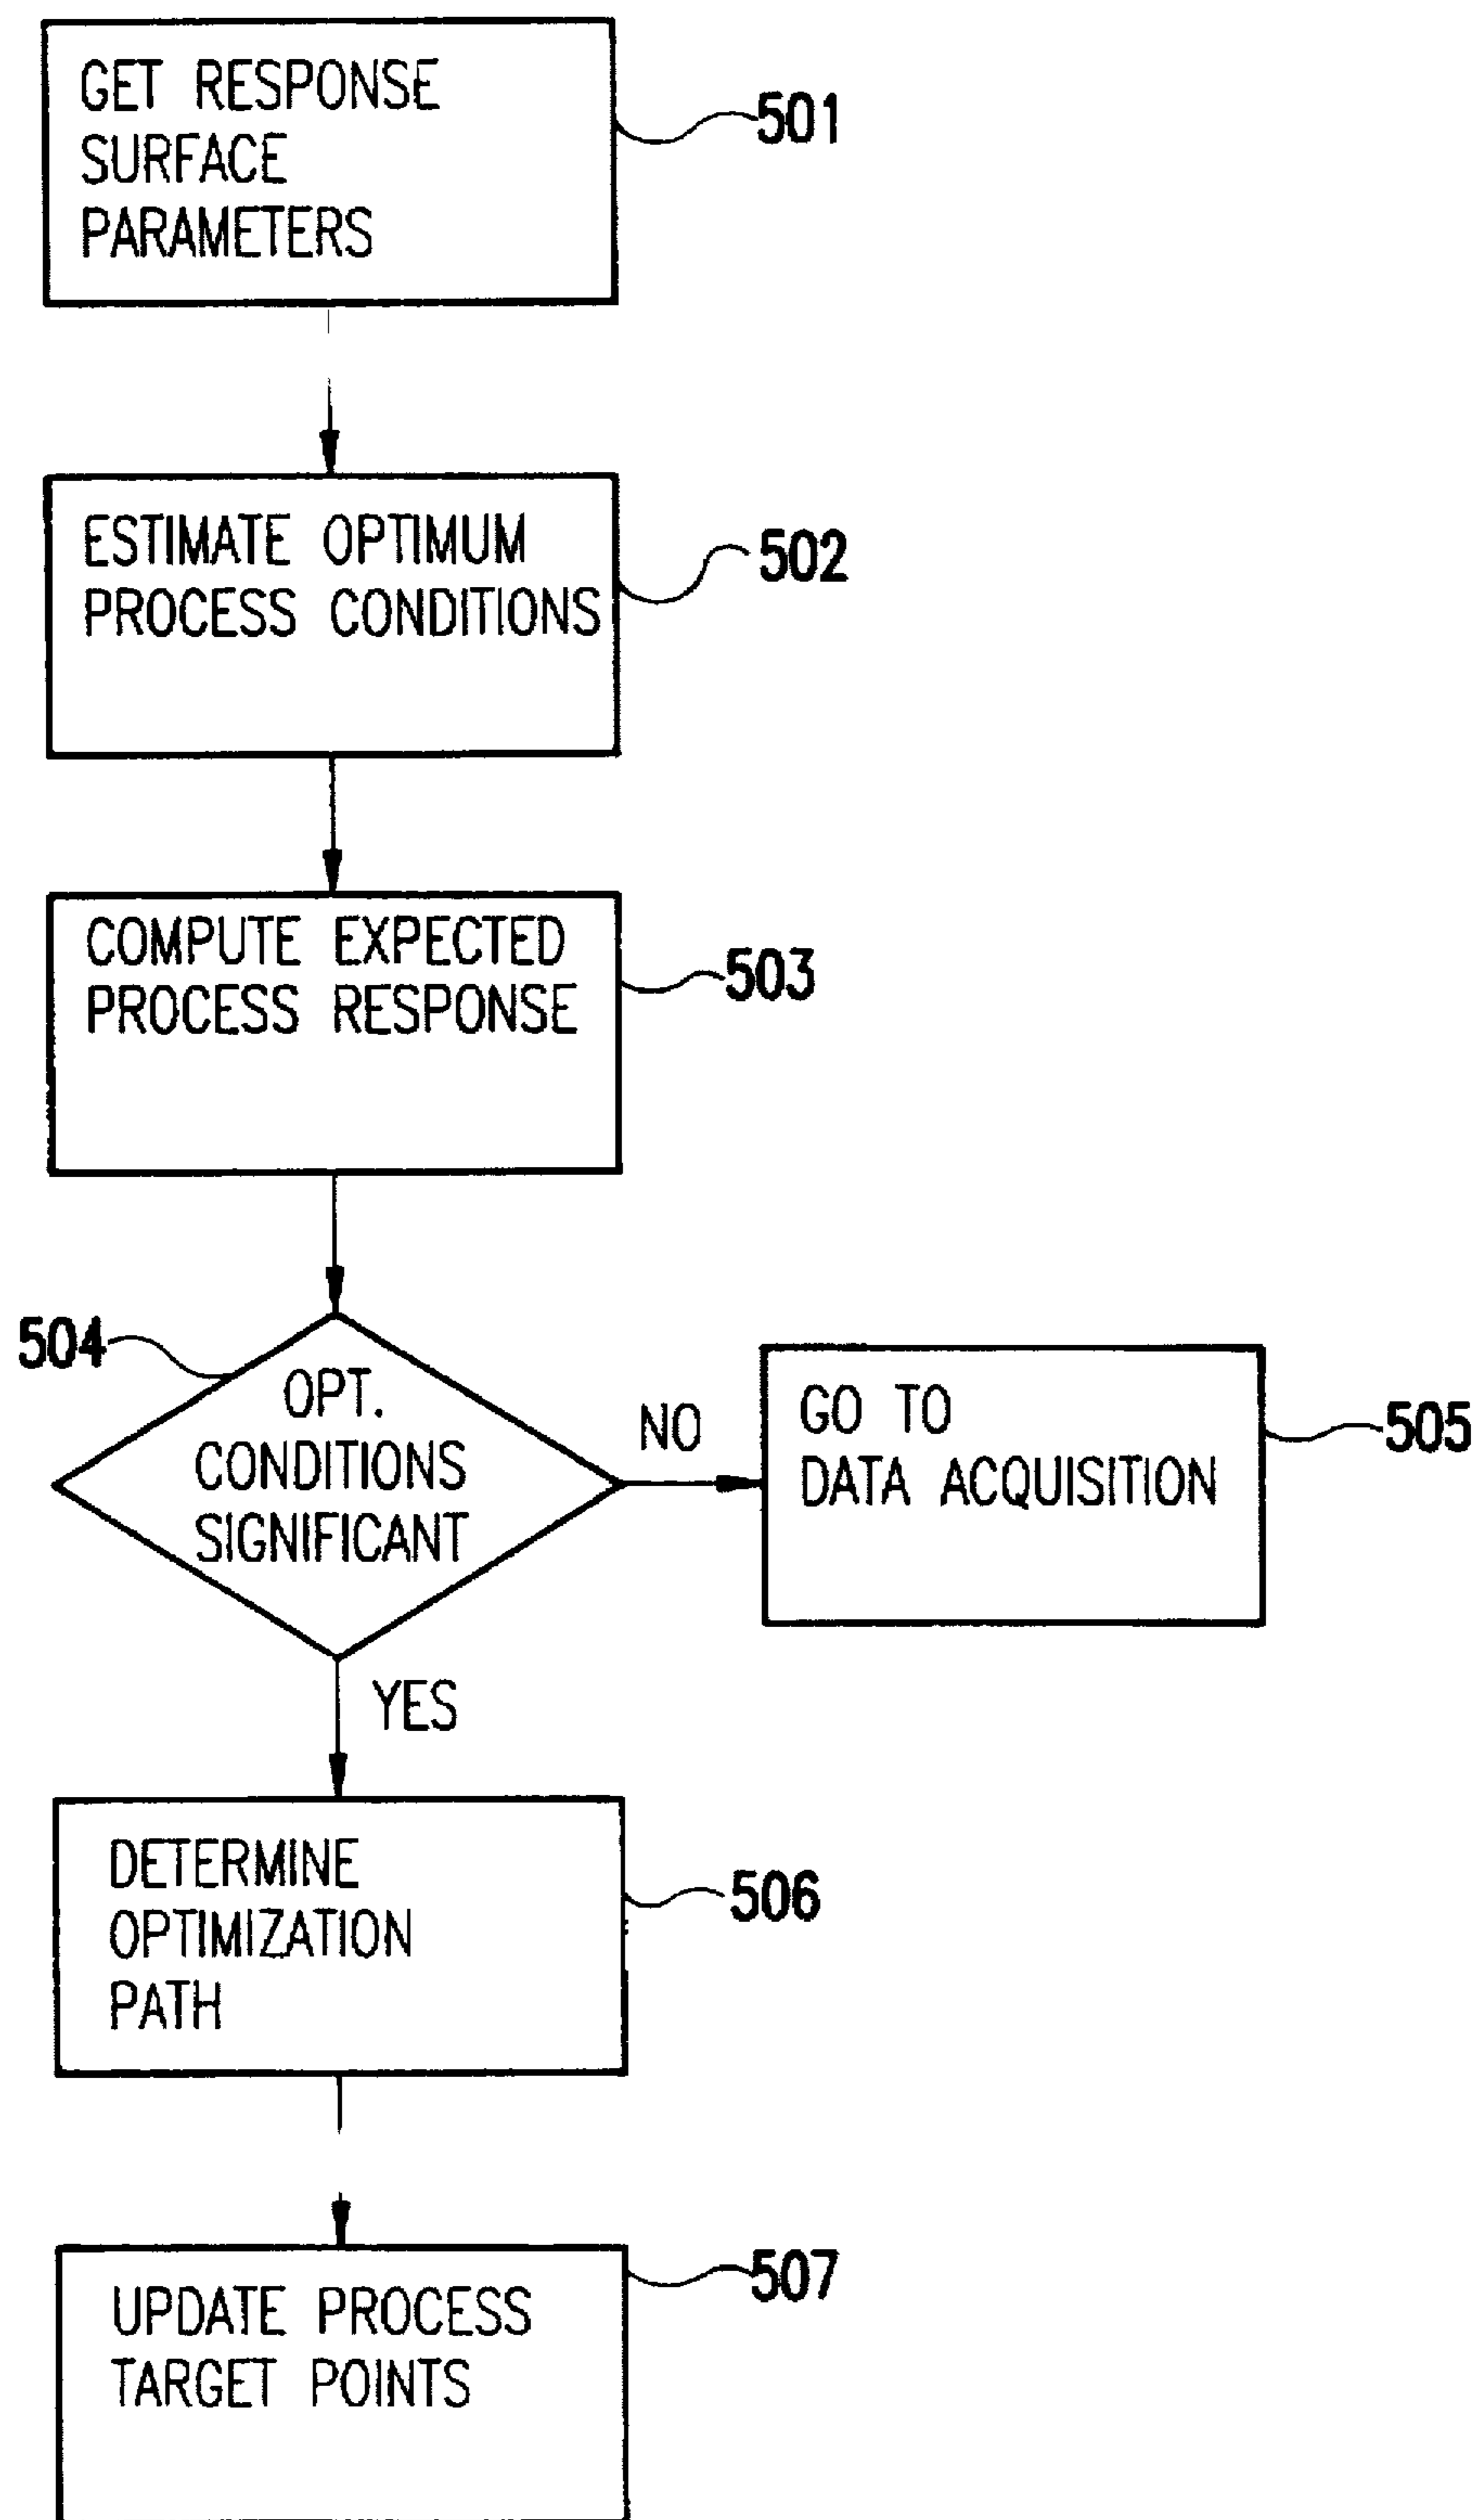 GET RESPONSE
SURFACE
PARAMETERS
501
ESTIMATE OPTIMUM
PROCESS CONDITIONS
502
COMPUTE EXPECTED
PROCESS RESPONSE
503
504
OPT.
CONDITIONS
SIGNIFICANT
NO
GO TO
DATA ACQUISITION
505
YES
DETERMINE
OPTIMIZATION
PATH
506
UPDATE PROCESS
TARGET POINTS
507